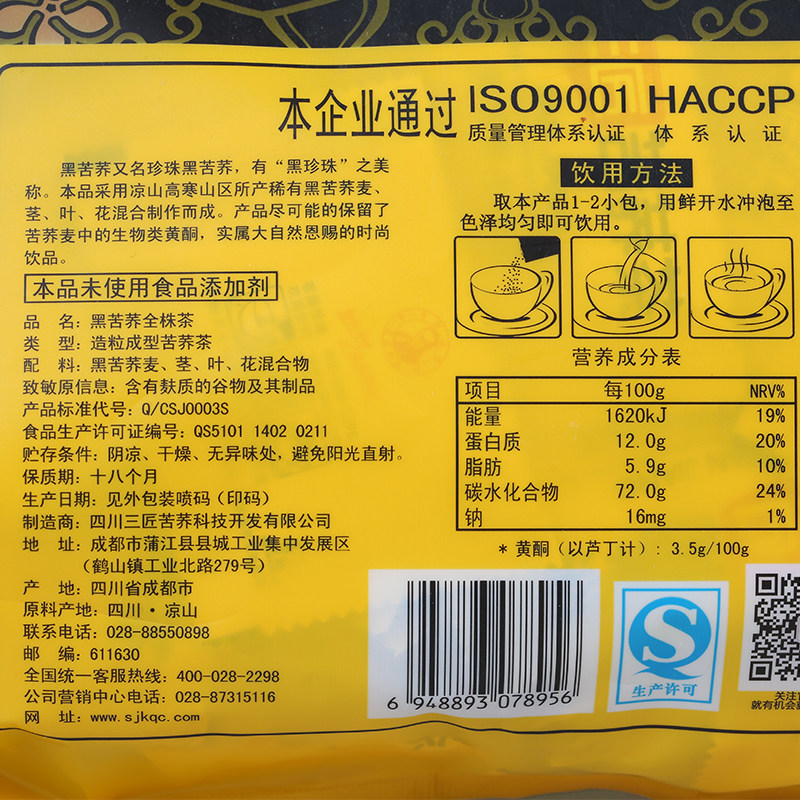 本企业通过 ISO9001 HACCP
质量管理体系认证 体系认证
黑苦荞又名珍珠黑苦荞，有“黑珍珠”之美
称。本品采用凉山高寒山区所产稀有黑苦荞麦、
茎、叶、花混合制作而成。产品尽可能的保留了
苦荞麦中的生物类黄酮，实属大自然恩赐的时尚
饮品。
本品未使用食品添加剂
品 名：黑苦荞全株茶
类 型：造粒成型苦荞茶
配 料：黑苦荞麦、茎、叶、花混合物
致敏原信息：含有麸质的谷物及其制品
产品标准代号：Q/CSJ0003S
食品生产许可证编号：QS5101 1402 0211
贮存条件：阴凉、干燥、无异味处，避免阳光直射。
保质期：十八个月
生产日期：见外包装喷码（印码）
制造商：四川三匠苦荞科技开发有限公司
地 址：成都市蒲江县县城工业集中发展区
（鹤山镇工业北路279号）
产 地：四川省成都市
原料产地：四川·凉山
联系电话：028-88550898
邮 编：611630
全国统一客服热线：400-028-2298
公司营销中心电话：028-87315116
网 址：www.sjkqc.com
饮用方法
取本产品1-2小包，用鲜开水冲泡至
色泽均匀即可饮用。
营养成分表
项目 每100g NRV%
能量 1620kJ 19%
蛋白质 12.0g 20%
脂肪 5.9g 10%
碳水化合物 72.0g 24%
钠 16mg 1%
*黄酮（以芦丁计）：3.5g/100g
6 948893 078956
生产许可
关注
就有机会